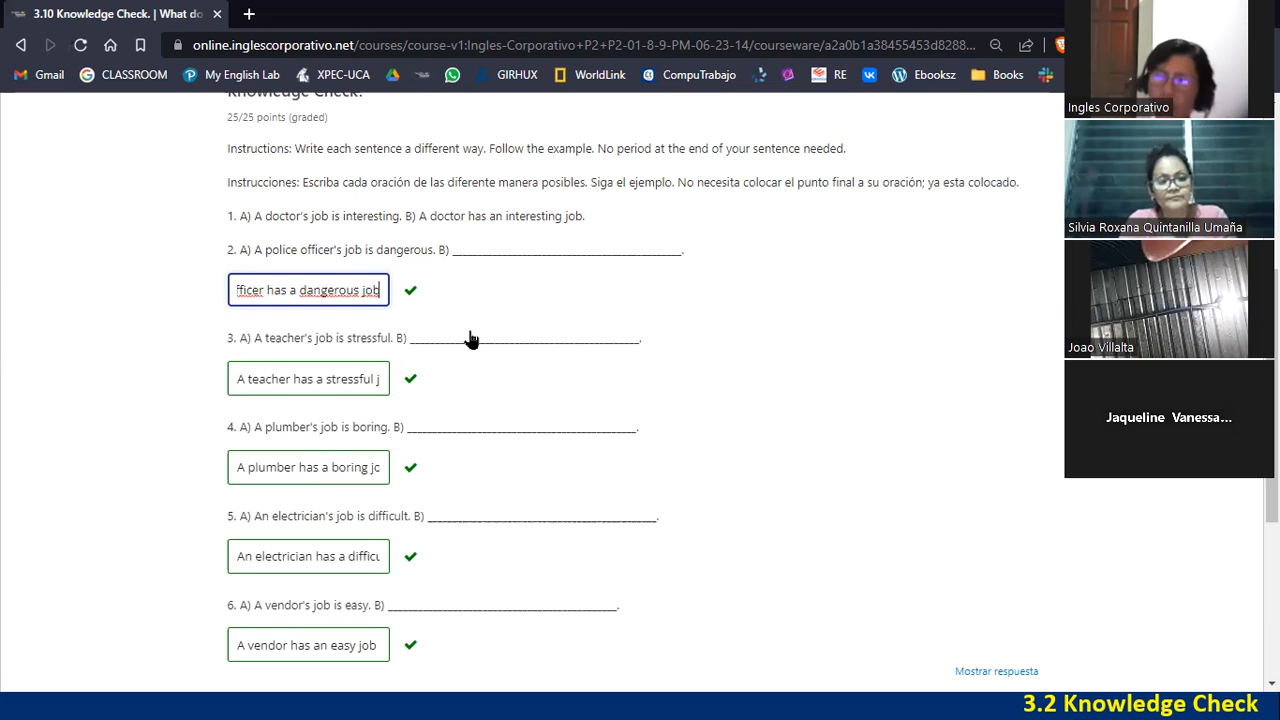 3.10 Knowledge Check. | What do
online.inglescorporativo.net/courses/course-v1:Ingles-Corporativo+P2+P2-01-8-9-PM-06-23-14/courseware/a2a0b1a38455453d8288...
Gmail CLASSROOM My English Lab XPEC-UCA GIRHUX WorldLink CompuTrabajo RE Ebooksz Books
Knowledge Check.
25/25 points (graded)
Instructions: Write each sentence a different way. Follow the example. No period at the end of your sentence needed.
Instrucciones: Escriba cada oración de las diferente manera posibles. Siga el ejemplo. No necesita colocar el punto final a su oración; ya esta colocado.
1. A) A doctor's job is interesting. B) A doctor has an interesting job.
2. A) A police officer's job is dangerous. B) ___________________________________________.
fficer has a dangerous job
3. A) A teacher's job is stressful. B) ___________________________________________.
A teacher has a stressful j
4. A) A plumber's job is boring. B) ___________________________________________.
A plumber has a boring jo
5. A) An electrician's job is difficult. B) ___________________________________________.
An electrician has a difficu
6. A) A vendor's job is easy. B) ___________________________________________.
A vendor has an easy job
Mostrar respuesta
Ingles Corporativo
Silvia Roxana Quintanilla Umaña
Joao Villalta
Jaqueline Vanessa...
3.2 Knowledge Check